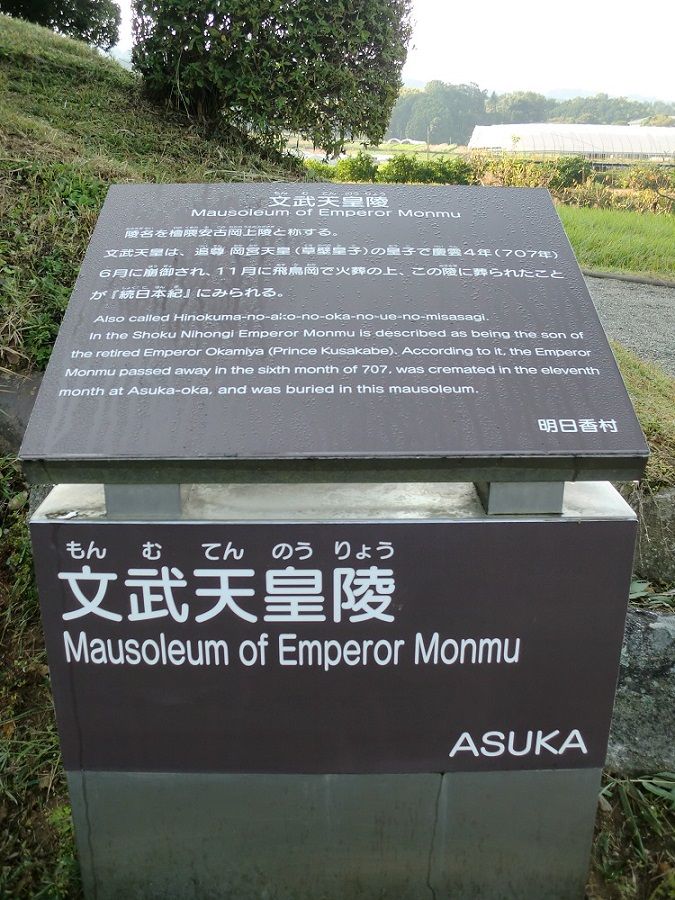 もんむてんのうりょう
文武天皇陵
Mausoleum of Emperor Monmu
陵名を檜隈安古岡上陵と称する。
文武天皇は、追尊 岡宮天皇(草壁皇子)の皇子で慶雲4年(707年)
6月に崩御され、11月に飛鳥岡で火葬の上、この陵に葬られたこと
が『続日本紀』にみられる。
Also called Hinokuma-no-ai:o-no-oka-no-ue-no-misasagi.
In the Shoku Nihongi Emperor Monmu is described as being the son of
the retired Emperor Okamiya (Prince Kusakabe). According to it, the Emperor
Monmu passed away in the sixth month of 707, was cremated in the eleventh
month at Asuka-oka, and was buried in this mausoleum.
明日香村
もん む てん のう りょう
文武天皇陵
Mausoleum of Emperor Monmu
ASUKA